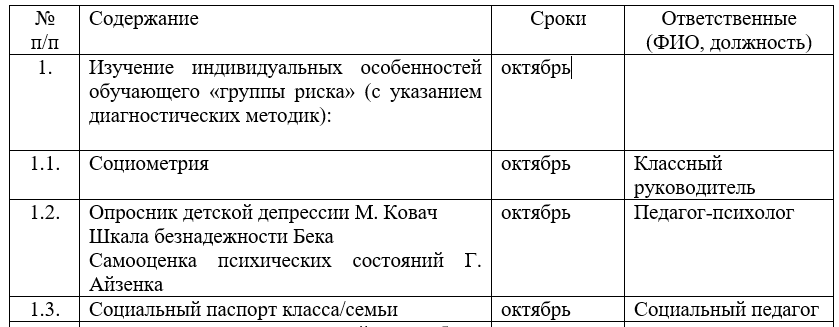 № Содержание Сроки Ответственные
п/п (ФИО, должность)
1. Изучение индивидуальных особенностей октябрь
обучающего «группы риска» (с указанием
диагностических методик):
1.1. Социометрия октябрь Классный
руководитель
1.2. Опросник детской депрессии М. Ковач октябрь Педагог-психолог
Шкала безнадежности Бека
Самооценка психических состояний Г.
Айзенка
1.3. Социальный паспорт класса/семьи октябрь Социальный педагог